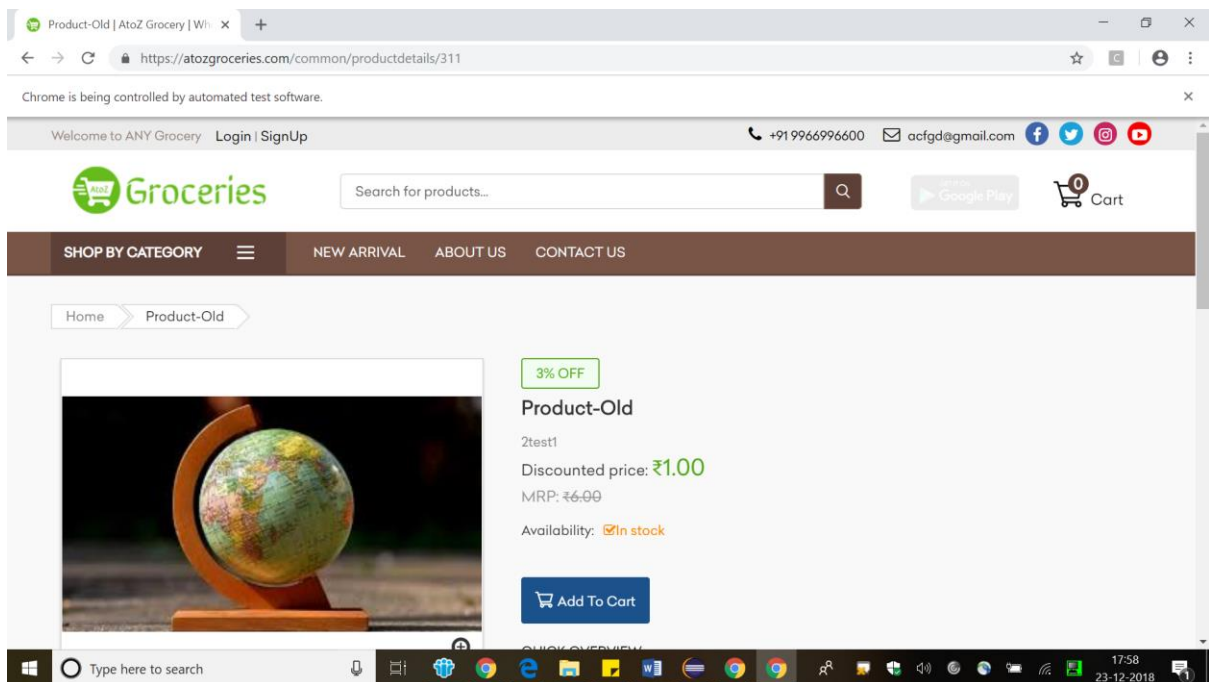 Product-Old | AtoZ Grocery | Wh
https://atozgroceries.com/common/productdetails/311
C
Chrome is being controlled by automated test software.
Welcome to ANY Grocery Login | SignUp +91 9966996600 acfgd@gmail.com
AtoZ Groceries Search for products... Google Play 0 Cart
SHOP BY CATEGORY NEW ARRIVAL ABOUT US CONTACT US
Home Product-Old
3% OFF
Product-Old
2test1
Discounted price: ₹1.00
MRP: ₹6.00
Availability: In stock
Add To Cart
QUICK OVERVIEW
Type here to search
17:58
23-12-2018
1